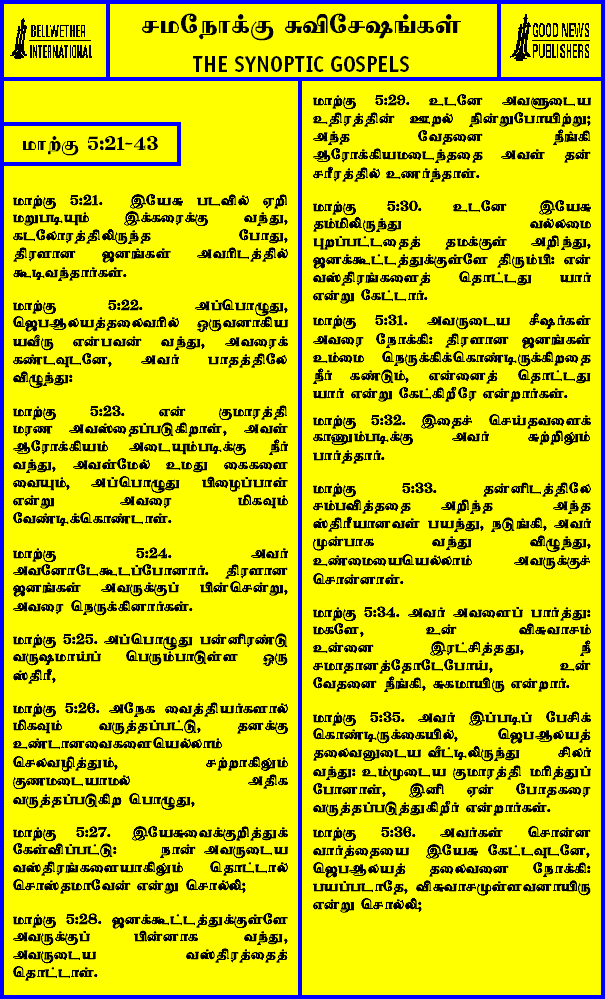 BELLWETHER
INTERNATIONAL
சமநோக்கு சுவிசேஷங்கள்
THE SYNOPTIC GOSPELS
GOOD NEWS
PUBLISHERS
மாற்கு 5:21-43
மாற்கு 5:21. இயேசு படவில் ஏறி
மறுபடியும் இக்கரைக்கு வந்து,
கடலோரத்திலிருந்த போது,
திரளான ஜனங்கள் அவரிடத்தில்
கூடிவந்தார்கள்.
மாற்கு 5:22. அப்பொழுது,
ஜெபஆலயத்தலைவரில் ஒருவனாகிய
யவீரு என்பவன் வந்து, அவரைக்
கண்டவுடனே, அவர் பாதத்திலே
விழுந்து:
மாற்கு 5:23. என் குமாரத்தி
மரண அவஸ்தைப்படுகிறாள், அவள்
ஆரோக்கியம் அடையும்படிக்கு நீர்
வந்து, அவள்மேல் உமது கைகளை
வையும், அப்பொழுது பிழைப்பாள்
என்று அவரை மிகவும்
வேண்டிக்கொண்டான்.
மாற்கு 5:24. அவர்
அவனோடேகூடப்போனார். திரளான
ஜனங்கள் அவருக்குப் பின்சென்று,
அவரை நெருக்கினார்கள்.
மாற்கு 5:25. அப்பொழுது பன்னிரண்டு
வருஷமாய்ப் பெரும்பாடுள்ள ஒரு
ஸ்திரீ,
மாற்கு 5:26. அநேக வைத்தியர்களால்
மிகவும் வருத்தப்பட்டு, தனக்கு
உண்டானவைகளையெல்லாம்
செலவழித்தும், சற்றாகிலும்
குணமடையாமல் அதிக
வருத்தப்படுகிற பொழுது,
மாற்கு 5:27. இயேசுவைக்குறித்துக்
கேள்விப்பட்டு: நான் அவருடைய
வஸ்திரங்களையாகிலும் தொட்டால்
சொஸ்தமாவேன் என்று சொல்லி;
மாற்கு 5:28. ஜனக்கூட்டத்துக்குள்ளே
அவருக்குப் பின்னாக வந்து,
அவருடைய வஸ்திரத்தைத்
தொட்டாள்.
மாற்கு 5:29. உடனே அவளுடைய
உதிரத்தின் ஊறல் நின்றுபோயிற்று;
அந்த வேதனை நீங்கி
ஆரோக்கியமடைந்ததை அவள் தன்
சரீரத்தில் உணர்ந்தாள்.
மாற்கு 5:30. உடனே இயேசு
தம்மிலிருந்து வல்லமை
புறப்பட்டதைத் தமக்குள் அறிந்து,
ஜனக்கூட்டத்துக்குள்ளே திரும்பி: என்
வஸ்திரங்களைத் தொட்டது யார்
என்று கேட்டார்.
மாற்கு 5:31. அவருடைய சீஷர்கள்
அவரை நோக்கி: திரளான ஜனங்கள்
உம்மை நெருக்கிக்கொண்டிருக்கிறதை
நீர் கண்டும், என்னைத் தொட்டது
யார் என்று கேட்கிறீரே என்றார்கள்.
மாற்கு 5:32. இதைச் செய்தவளைக்
காணும்படிக்கு அவர் சுற்றிலும்
பார்த்தார்.
மாற்கு 5:33. தன்னிடத்திலே
சம்பவித்ததை அறிந்த அந்த
ஸ்திரீயானவள் பயந்து, நடுங்கி, அவர்
முன்பாக வந்து விழுந்து,
உண்மையையெல்லாம் அவருக்குச்
சொன்னாள்.
மாற்கு 5:34. அவர் அவளைப் பார்த்து:
மகளே, உன் விசுவாசம்
உன்னை இரட்சித்தது, நீ
சமாதானத்தோடேபோய், உன்
வேதனை நீங்கி, சுகமாயிரு என்றார்.
மாற்கு 5:35. அவர் இப்படிப் பேசிக்
கொண்டிருக்கையில், ஜெபஆலயத்
தலைவனுடைய வீட்டிலிருந்து சிலர்
வந்து: உம்முடைய குமாரத்தி மரித்துப்
போனாள், இனி ஏன் போதகரை
வருத்தப்படுத்துகிறீர் என்றார்கள்.
மாற்கு 5:36. அவர்கள் சொன்ன
வார்த்தையை இயேசு கேட்டவுடனே,
ஜெபஆலயத் தலைவனை நோக்கி:
பயப்படாதே, விசுவாசமுள்ளவனாயிரு
என்று சொல்லி;